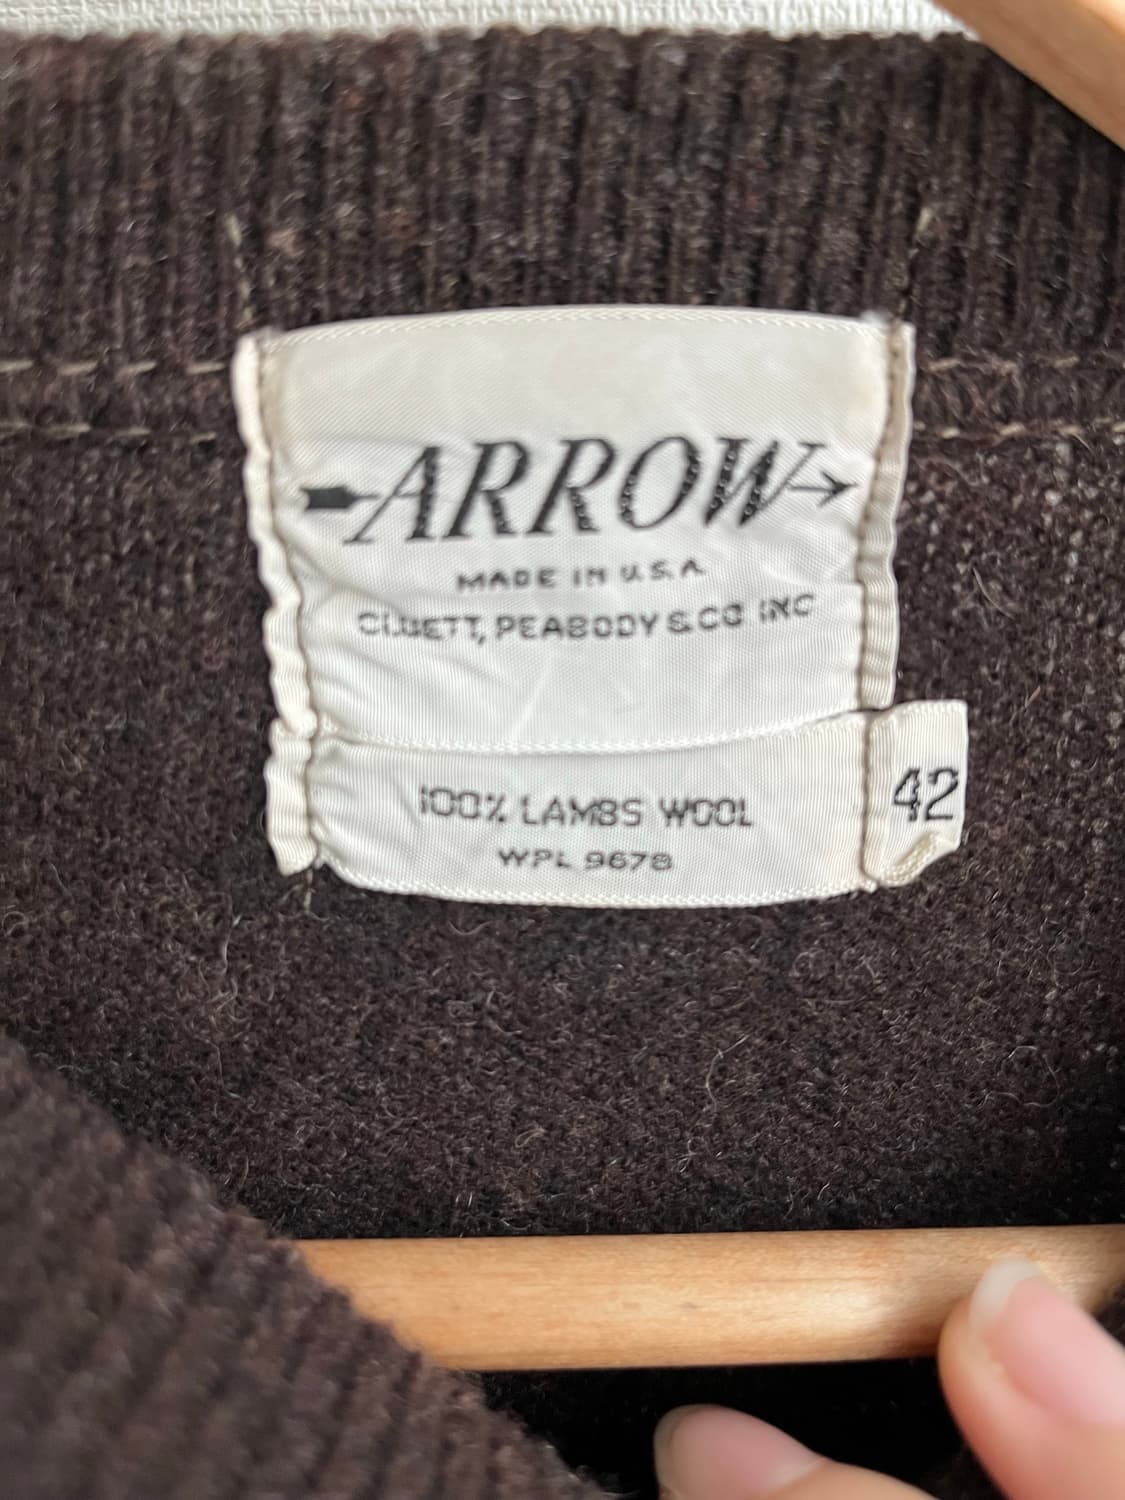 ARROW
MADE IN U.S.A
CLUETT, PEABODY & CO INC
100% LAMBS WOOL
42
WPL 9678